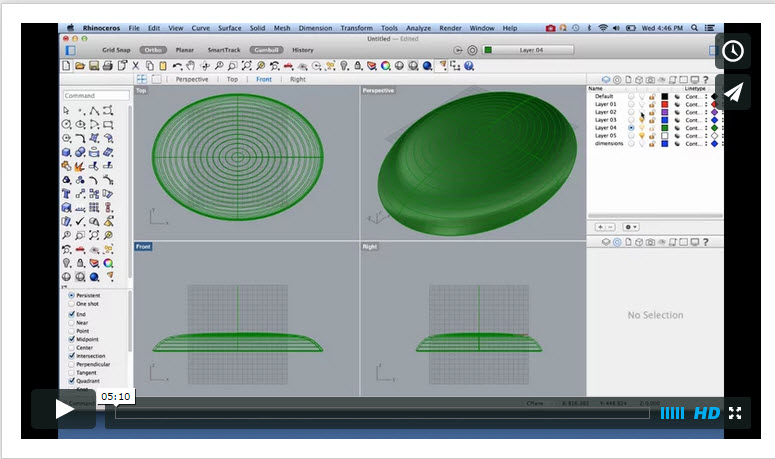 Rhinoceros File Edit View Curve Surface Solid Mesh Dimension Transform Tools Analyze Render Window Help Wed 4:46 PM
Untitled — Edited
Grid Snap Ortho Planar SmartTrack Gumball History Layer 04
Perspective Top Front Right
Command
Top
Perspective
Front
Right
Name Linetype
Default Cont...
Layer 01 Cont...
Layer 02 Cont...
Layer 03 Cont...
Layer 04 Cont...
Layer 05 Cont...
dimensions Cont...
No Selection
Persistent
One shot
End
Near
Point
Midpoint
Center
Intersection
Perpendicular
Tangent
Quadrant
Command
CPlane
05:10
HD